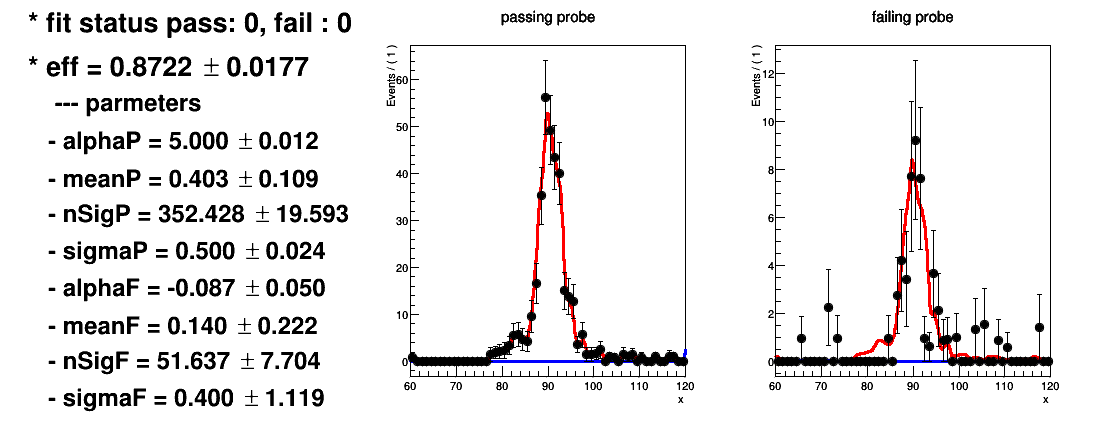 * fit status pass: 0, fail : 0
* eff = 0.8722 ± 0.0177
--- parmeters
- alphaP = 5.000 ± 0.012
- meanP = 0.403 ± 0.109
- nSigP = 352.428 ± 19.593
- sigmaP = 0.500 ± 0.024
- alphaF = -0.087 ± 0.050
- meanF = 0.140 ± 0.222
- nSigF = 51.637 ± 7.704
- sigmaF = 0.400 ± 1.119
passing probe
Events / ( 1 )
60
50
40
30
20
10
0
60 70 80 90 100 110 120
x
failing probe
Events / ( 1 )
12
10
8
6
4
2
0
60 70 80 90 100 110 120
x